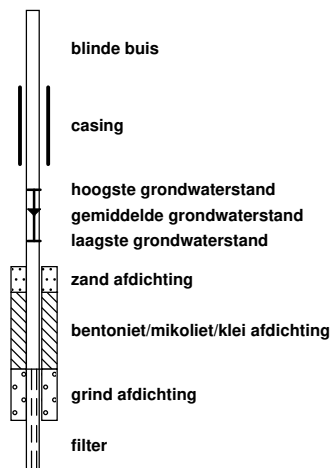 blinde buis
casing
hoogste grondwaterstand
gemiddelde grondwaterstand
laagste grondwaterstand
zand afdichting
bentoniet/mikoliet/klei afdichting
grind afdichting
filter